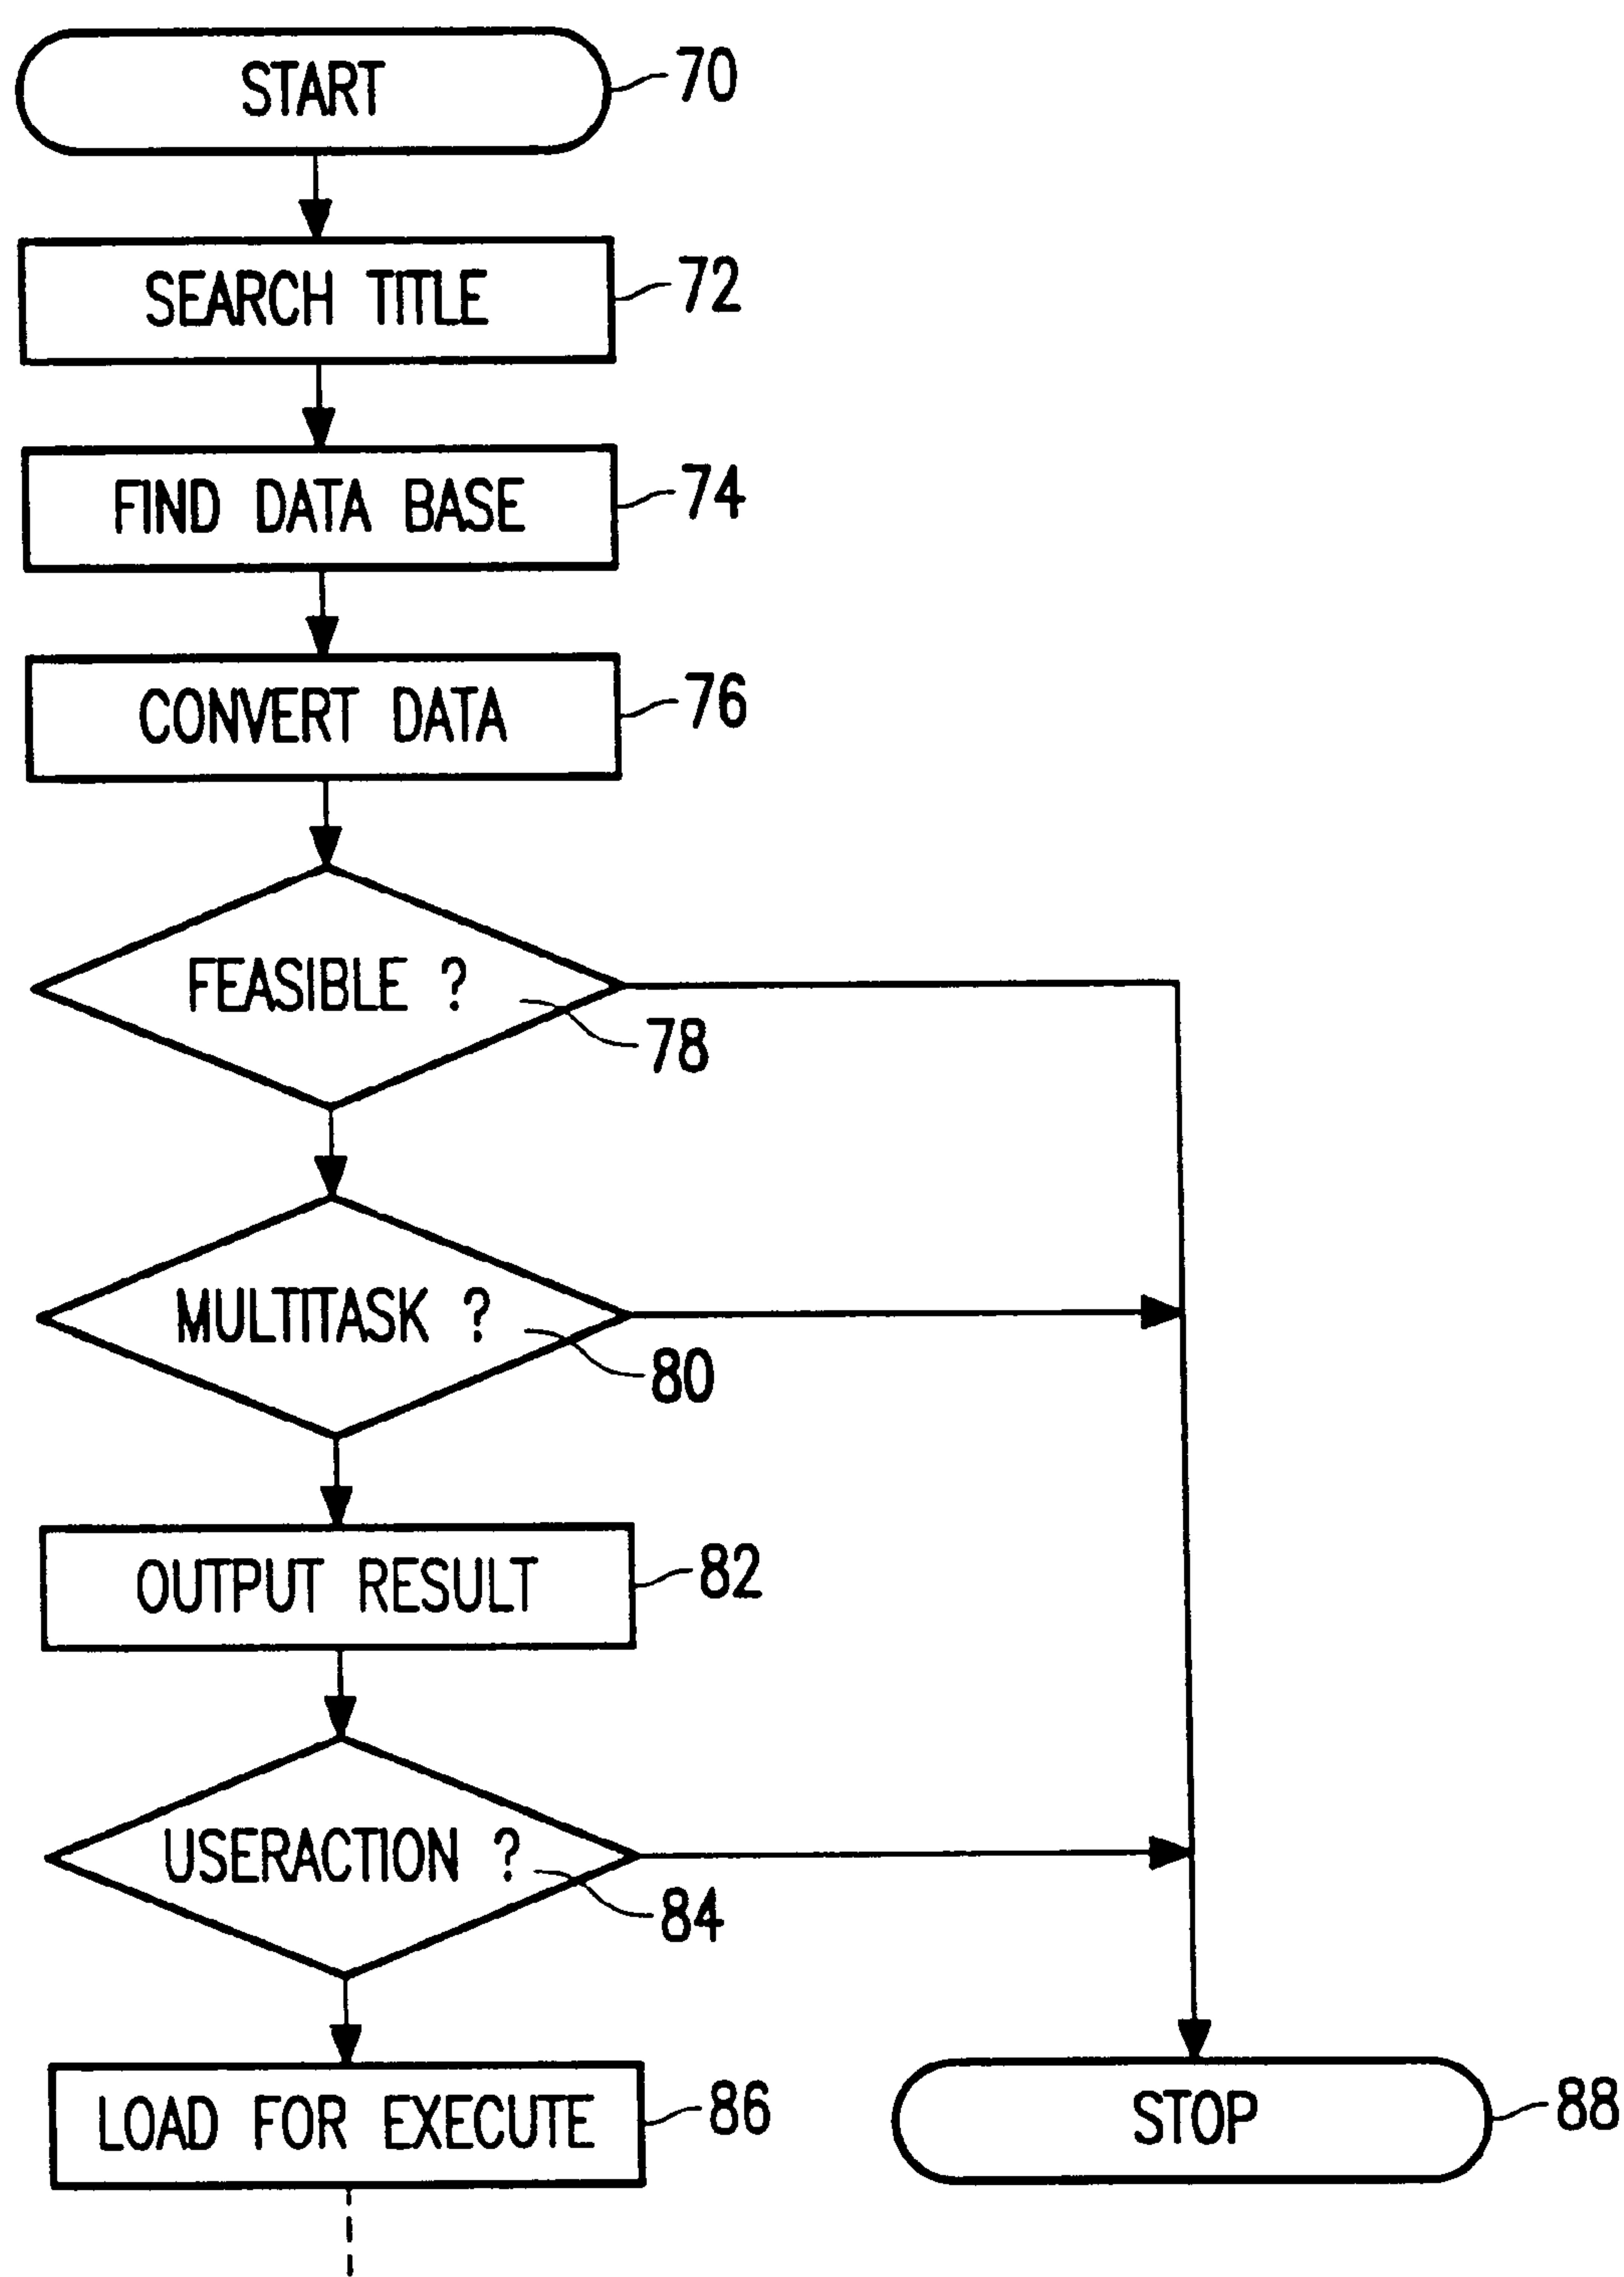 START
70
SEARCH TITLE
72
FIND DATA BASE
74
CONVERT DATA
76
FEASIBLE ?
78
MULTITASK ?
80
OUTPUT RESULT
82
USERACTION ?
84
LOAD FOR EXECUTE
86
STOP
88